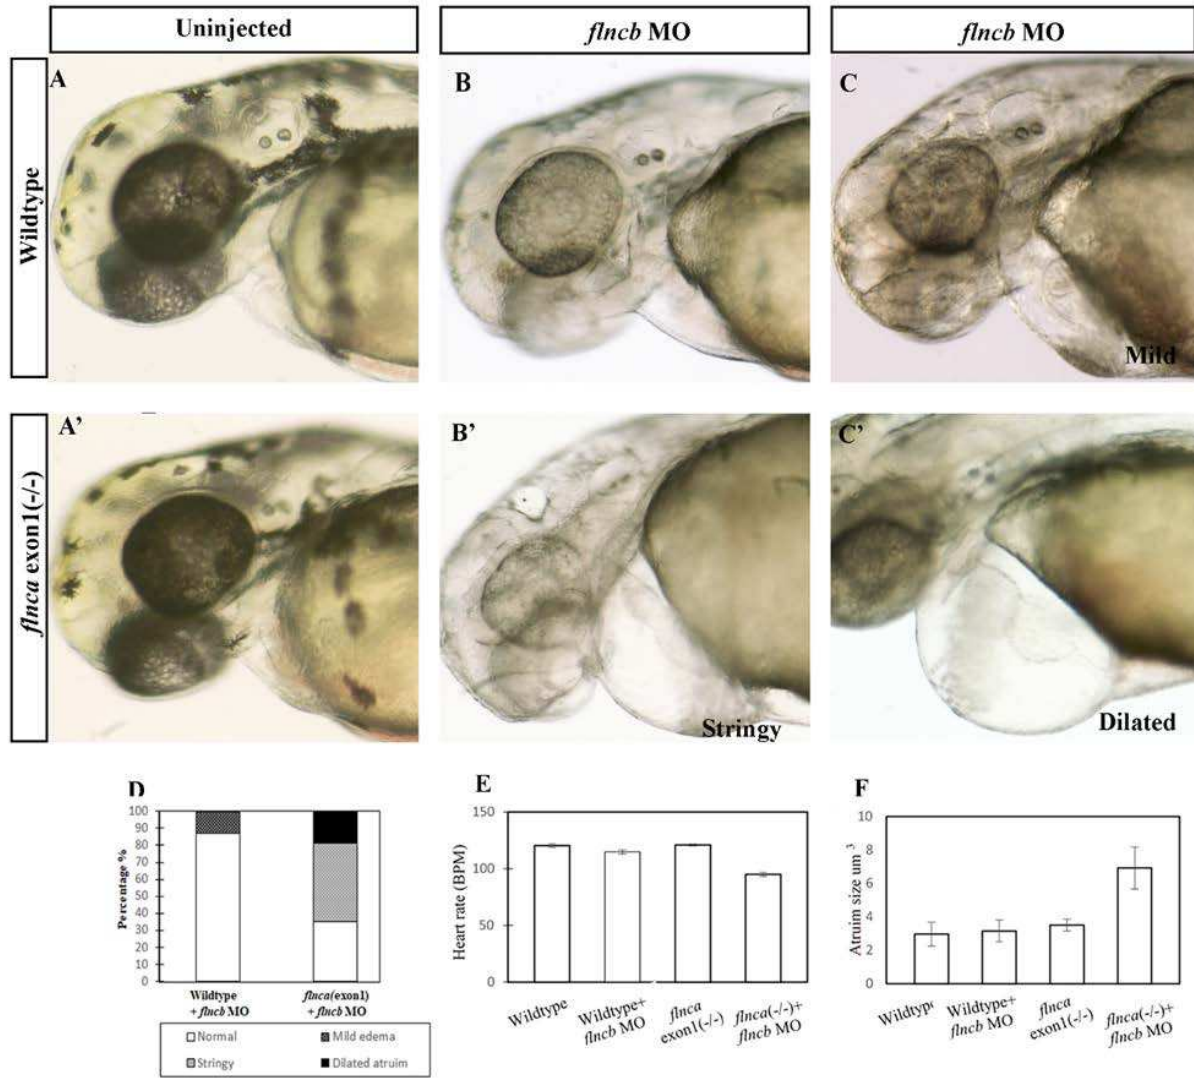 Uninjected
flncb MO
flncb MO
Wildtype
A
B
C
Mild
flnca exon1(-/-)
A’
B’
C’
Stringy
Dilated
D
Percentage %
100
90
80
70
60
50
40
30
20
10
0
Wildtype
+ flncb MO
flnca(exon1)
+ flncb MO
Normal
Mild edema
Stringy
Dilated atruim
E
Heart rate (BPM)
150
100
50
0
Wildtype
Wildtype+
flncb MO
flnca
exon1(-/-)
flnca(-/-)+
flncb MO
F
Atruim size um³
10
8
6
4
2
0
Wildtyp
Wildtype+
flncb MO
flnca
exon1(-/-)
flnca(-/-)+
flncb MO